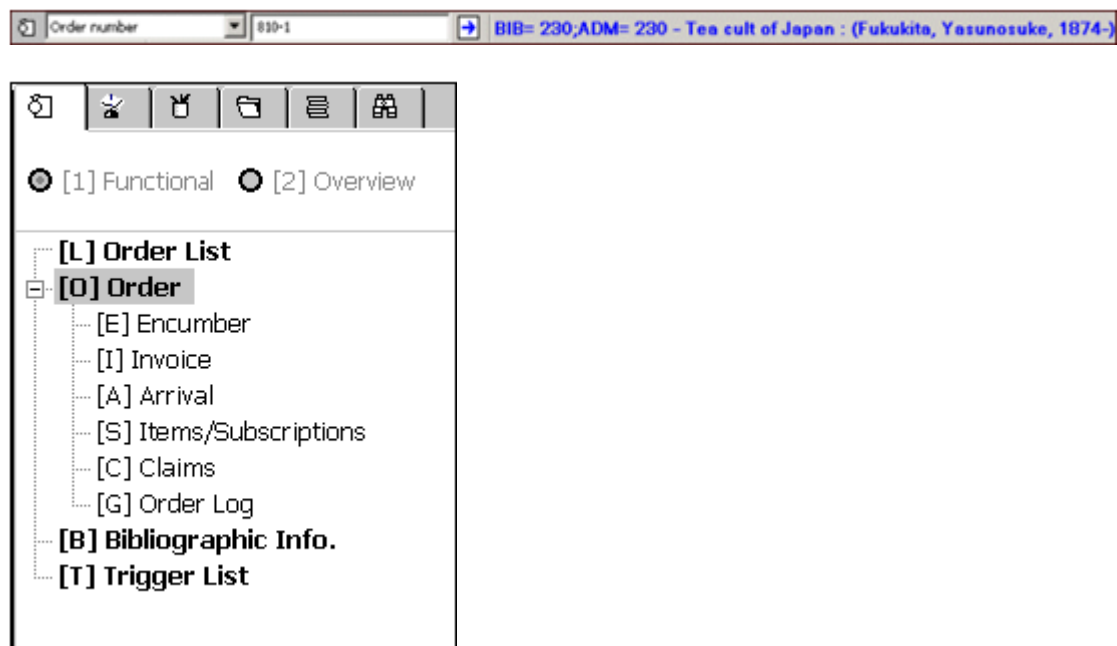 Order number 810-1 BIB= 230;ADM= 230 - Tea cult of Japan : (Fukukita, Yasunosuke, 1874-)
[1] Functional [2] Overview
[L] Order List
[O] Order
[E] Encumber
[I] Invoice
[A] Arrival
[S] Items/Subscriptions
[C] Claims
[G] Order Log
[B] Bibliographic Info.
[T] Trigger List